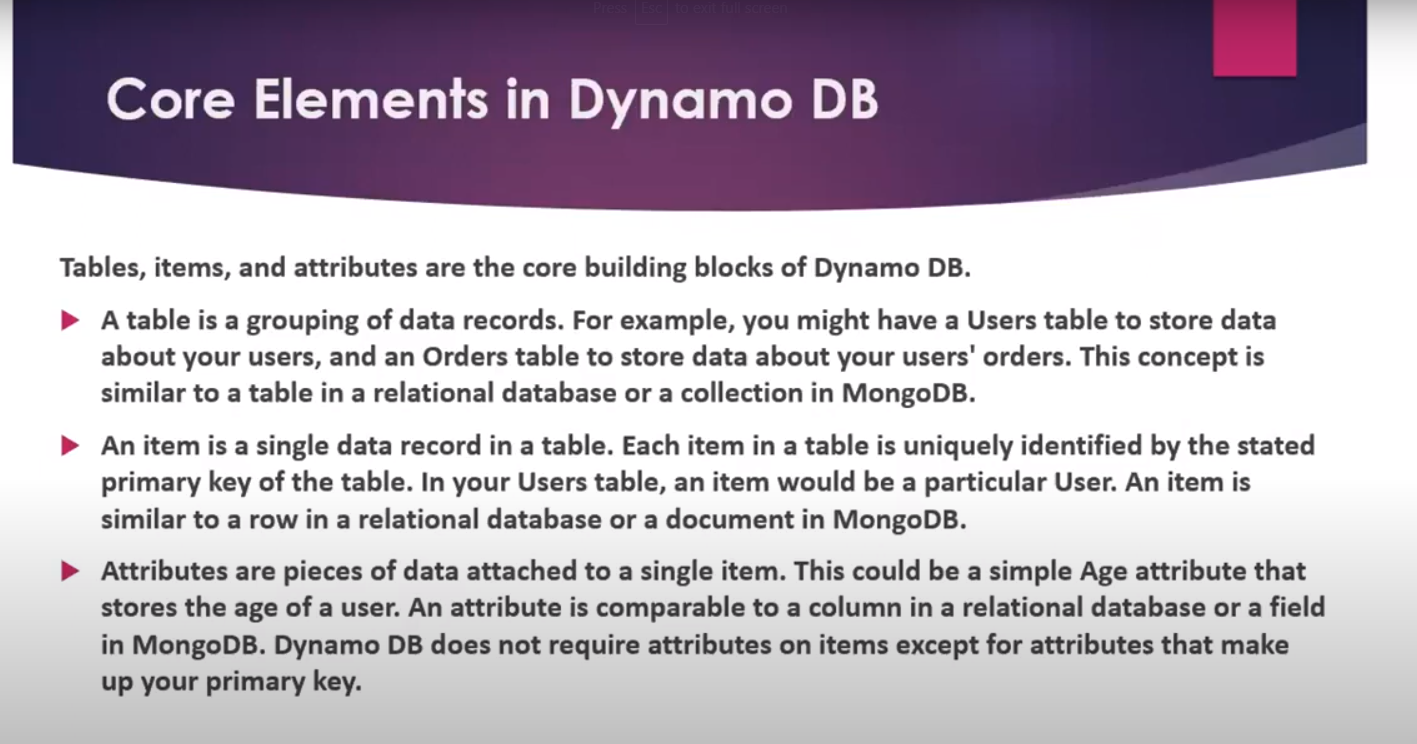 Press Esc to exit full screen
Core Elements in Dynamo DB
Tables, items, and attributes are the core building blocks of Dynamo DB.
A table is a grouping of data records. For example, you might have a Users table to store data
about your users, and an Orders table to store data about your users' orders. This concept is
similar to a table in a relational database or a collection in MongoDB.
An item is a single data record in a table. Each item in a table is uniquely identified by the stated
primary key of the table. In your Users table, an item would be a particular User. An item is
similar to a row in a relational database or a document in MongoDB.
Attributes are pieces of data attached to a single item. This could be a simple Age attribute that
stores the age of a user. An attribute is comparable to a column in a relational database or a field
in MongoDB. Dynamo DB does not require attributes on items except for attributes that make
up your primary key.